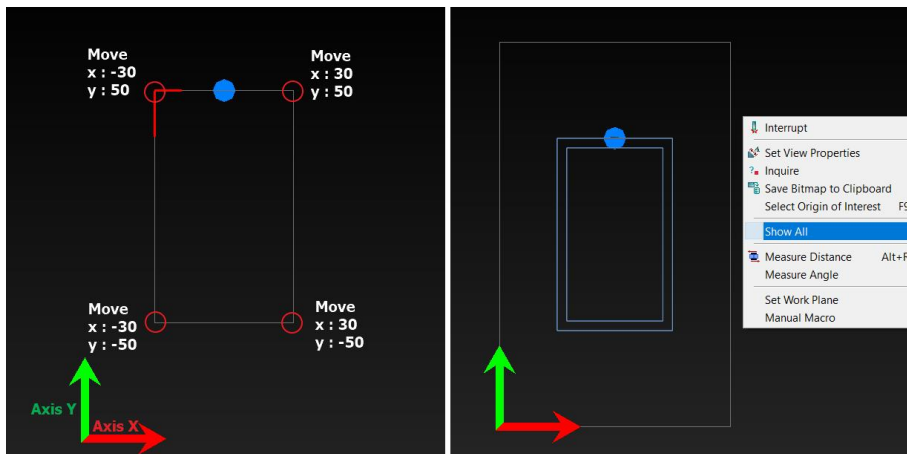 Move
x : -30
y : 50
Move
x : 30
y : 50
Move
x : -30
y : -50
Move
x : 30
y : -50
Axis Y
Axis X
Interrupt
Set View Properties
Inquire
Save Bitmap to Clipboard
Select Origin of Interest F9
Show All
Measure Distance Alt+F
Measure Angle
Set Work Plane
Manual Macro